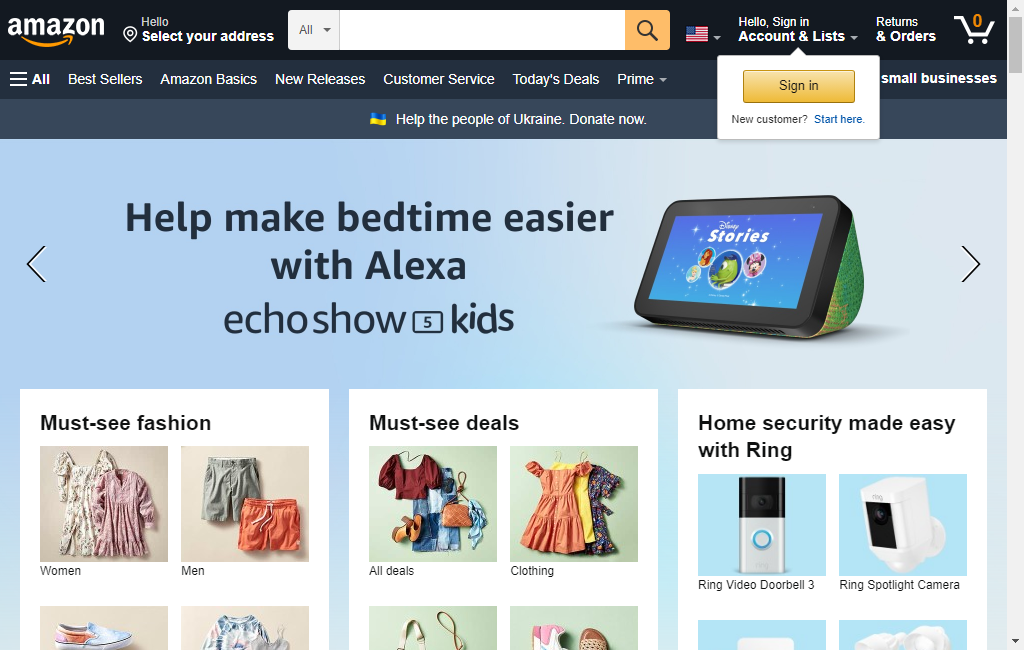 amazon
Hello
Select your address
All
Hello, Sign in
Account & Lists
Returns
& Orders
0
All
Best Sellers
Amazon Basics
New Releases
Customer Service
Today's Deals
Prime
small businesses
Sign in
New customer? Start here.
Help the people of Ukraine. Donate now.
Help make bedtime easier
with Alexa
echo show 5 kids
Disney
Stories
Must-see fashion
Women
Men
Must-see deals
All deals
Clothing
Home security made easy
with Ring
ring
Ring Video Doorbell 3
Ring Spotlight Camera